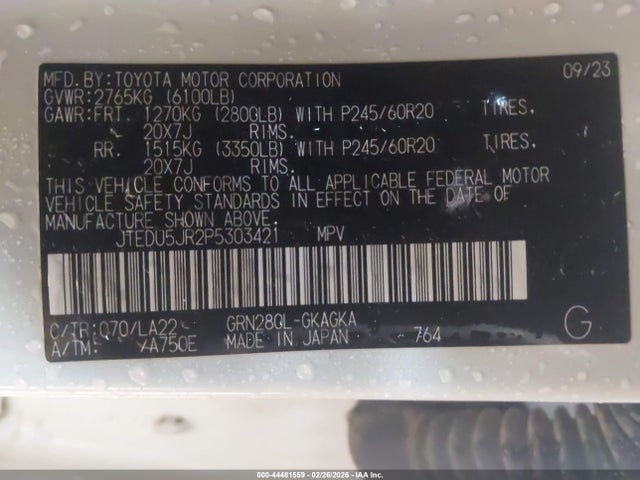 MFD.BY:TOYOTA MOTOR CORPORATION 09/23
GVWR:2765KG (6100LB)
GAWR:FRT. 1270KG (2800LB) WITH P245/60R20 TIRES.
20X7J RIMS.
RR. 1515KG (3350LB) WITH P245/60R20 TIRES.
20X7J RIMS.
THIS VEHICLE CONFORMS TO ALL APPLICABLE FEDERAL MOTOR
VEHICLE SAFETY STANDARDS IN EFFECT ON THE DATE OF
MANUFACTURE SHOWN ABOVE.
JTEDU5JR2P5303421 MPV
C/TR:070/LA22 GRN280L-GKAGKA
A/TM: /A750E MADE IN JAPAN 764 G
000-44481559 | 02/26/2026 | IAA Inc.